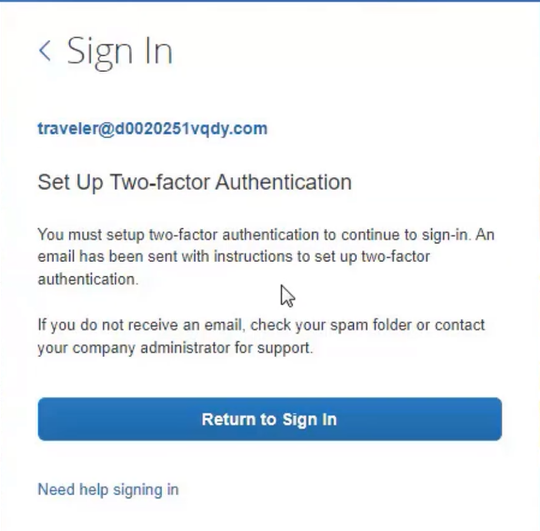 Sign In
traveler@d0020251vqdy.com
Set Up Two-factor Authentication
You must setup two-factor authentication to continue to sign-in. An
email has been sent with instructions to set up two-factor
authentication.
If you do not receive an email, check your spam folder or contact
your company administrator for support.
Return to Sign In
Need help signing in